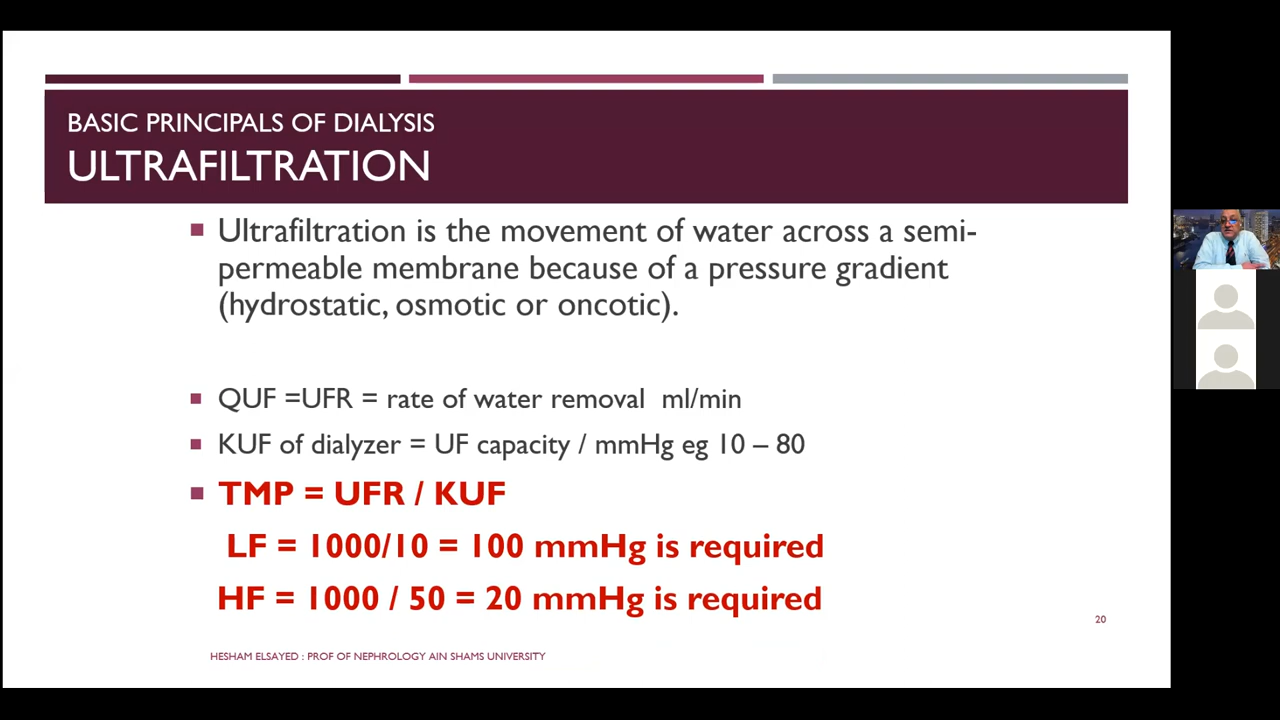 BASIC PRINCIPALS OF DIALYSIS
ULTRAFILTRATION
Ultrafiltration is the movement of water across a semi-
permeable membrane because of a pressure gradient
(hydrostatic, osmotic or oncotic).
QUF =UFR = rate of water removal ml/min
KUF of dialyzer = UF capacity / mmHg eg 10 – 80
TMP = UFR / KUF
LF = 1000/10 = 100 mmHg is required
HF = 1000 / 50 = 20 mmHg is required
20
HESHAM ELSAYED : PROF OF NEPHROLOGY AIN SHAMS UNIVERSITY